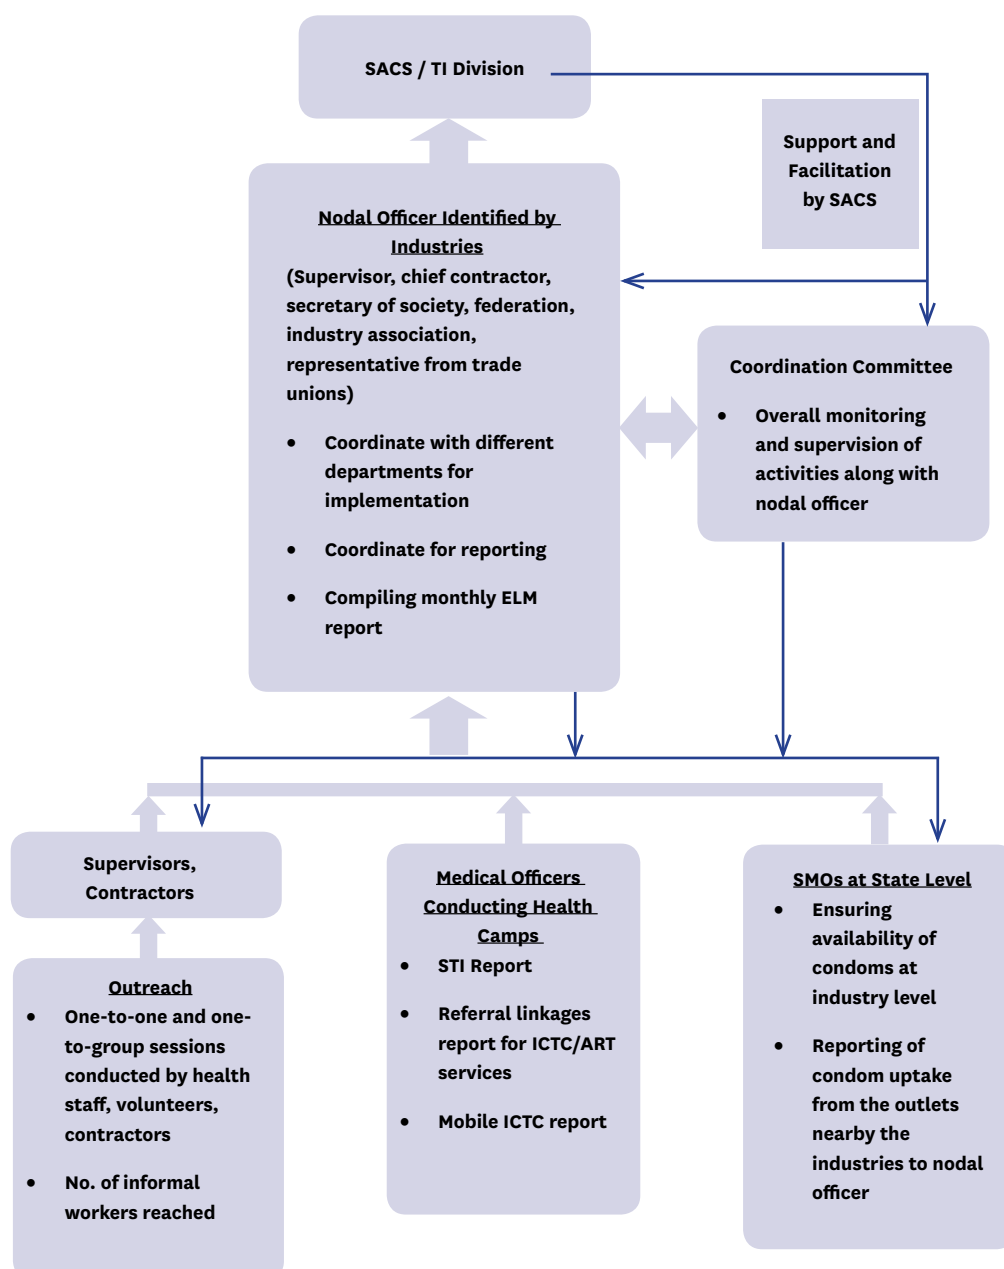 SACS / TI Division
Support and
Facilitation
by SACS
Nodal Officer Identified by
Industries
(Supervisor, chief contractor,
secretary of society, federation,
industry association,
representative from trade
unions)
• Coordinate with different
departments for
implementation
• Coordinate for reporting
• Compiling monthly ELM
report
Coordination Committee
• Overall monitoring
and supervision of
activities along with
nodal officer
Supervisors,
Contractors
Outreach
• One-to-one and one-
to-group sessions
conducted by health
staff, volunteers,
contractors
• No. of informal
workers reached
Medical Officers
Conducting Health
Camps
• STI Report
• Referral linkages
report for ICTC/ART
services
• Mobile ICTC report
SMOs at State Level
• Ensuring
availability of
condoms at
industry level
• Reporting of
condom uptake
from the outlets
nearby the
industries to nodal
officer